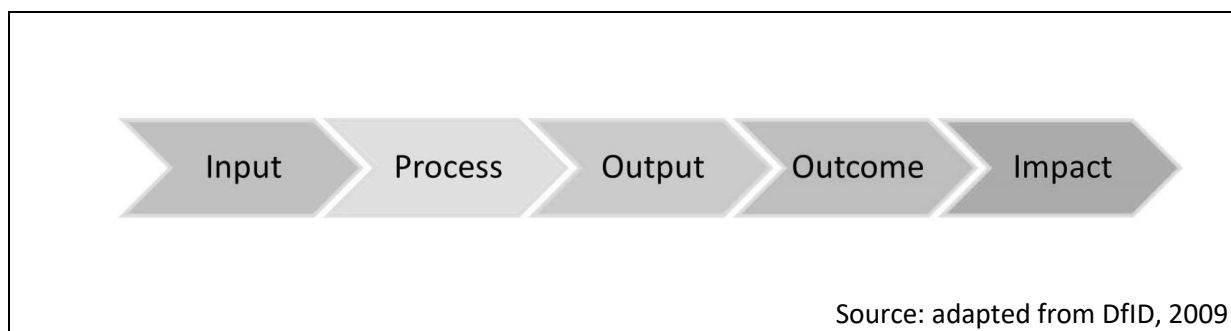 Input
Process
Output
Outcome
Impact
Source: adapted from DfID, 2009